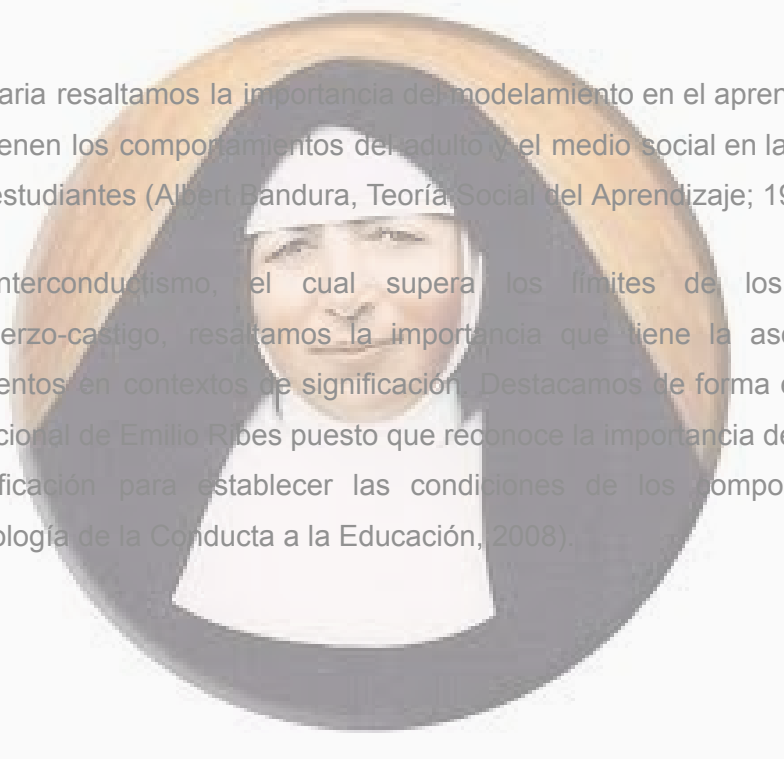 aria resaltamos la importancia del modelamiento en el apren
enen los comportamientos del adulto y el medio social en la
estudiantes (Albert Bandura, Teoría Social del Aprendizaje; 19
nterconductismo, el cual supera los límites de los
erzo-castigo, resaltamos la importancia que tiene la aso
entos en contextos de significación. Destacamos de forma e
cional de Emilio Ribes puesto que reconoce la importancia de
ficación para establecer las condiciones de los compo
ología de la Conducta a la Educación, 2008).